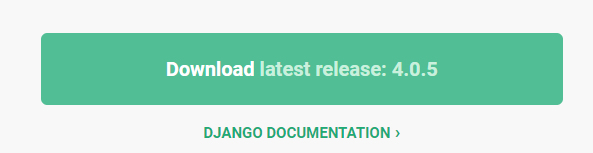 Download latest release: 4.0.5
DJANGO DOCUMENTATION ›